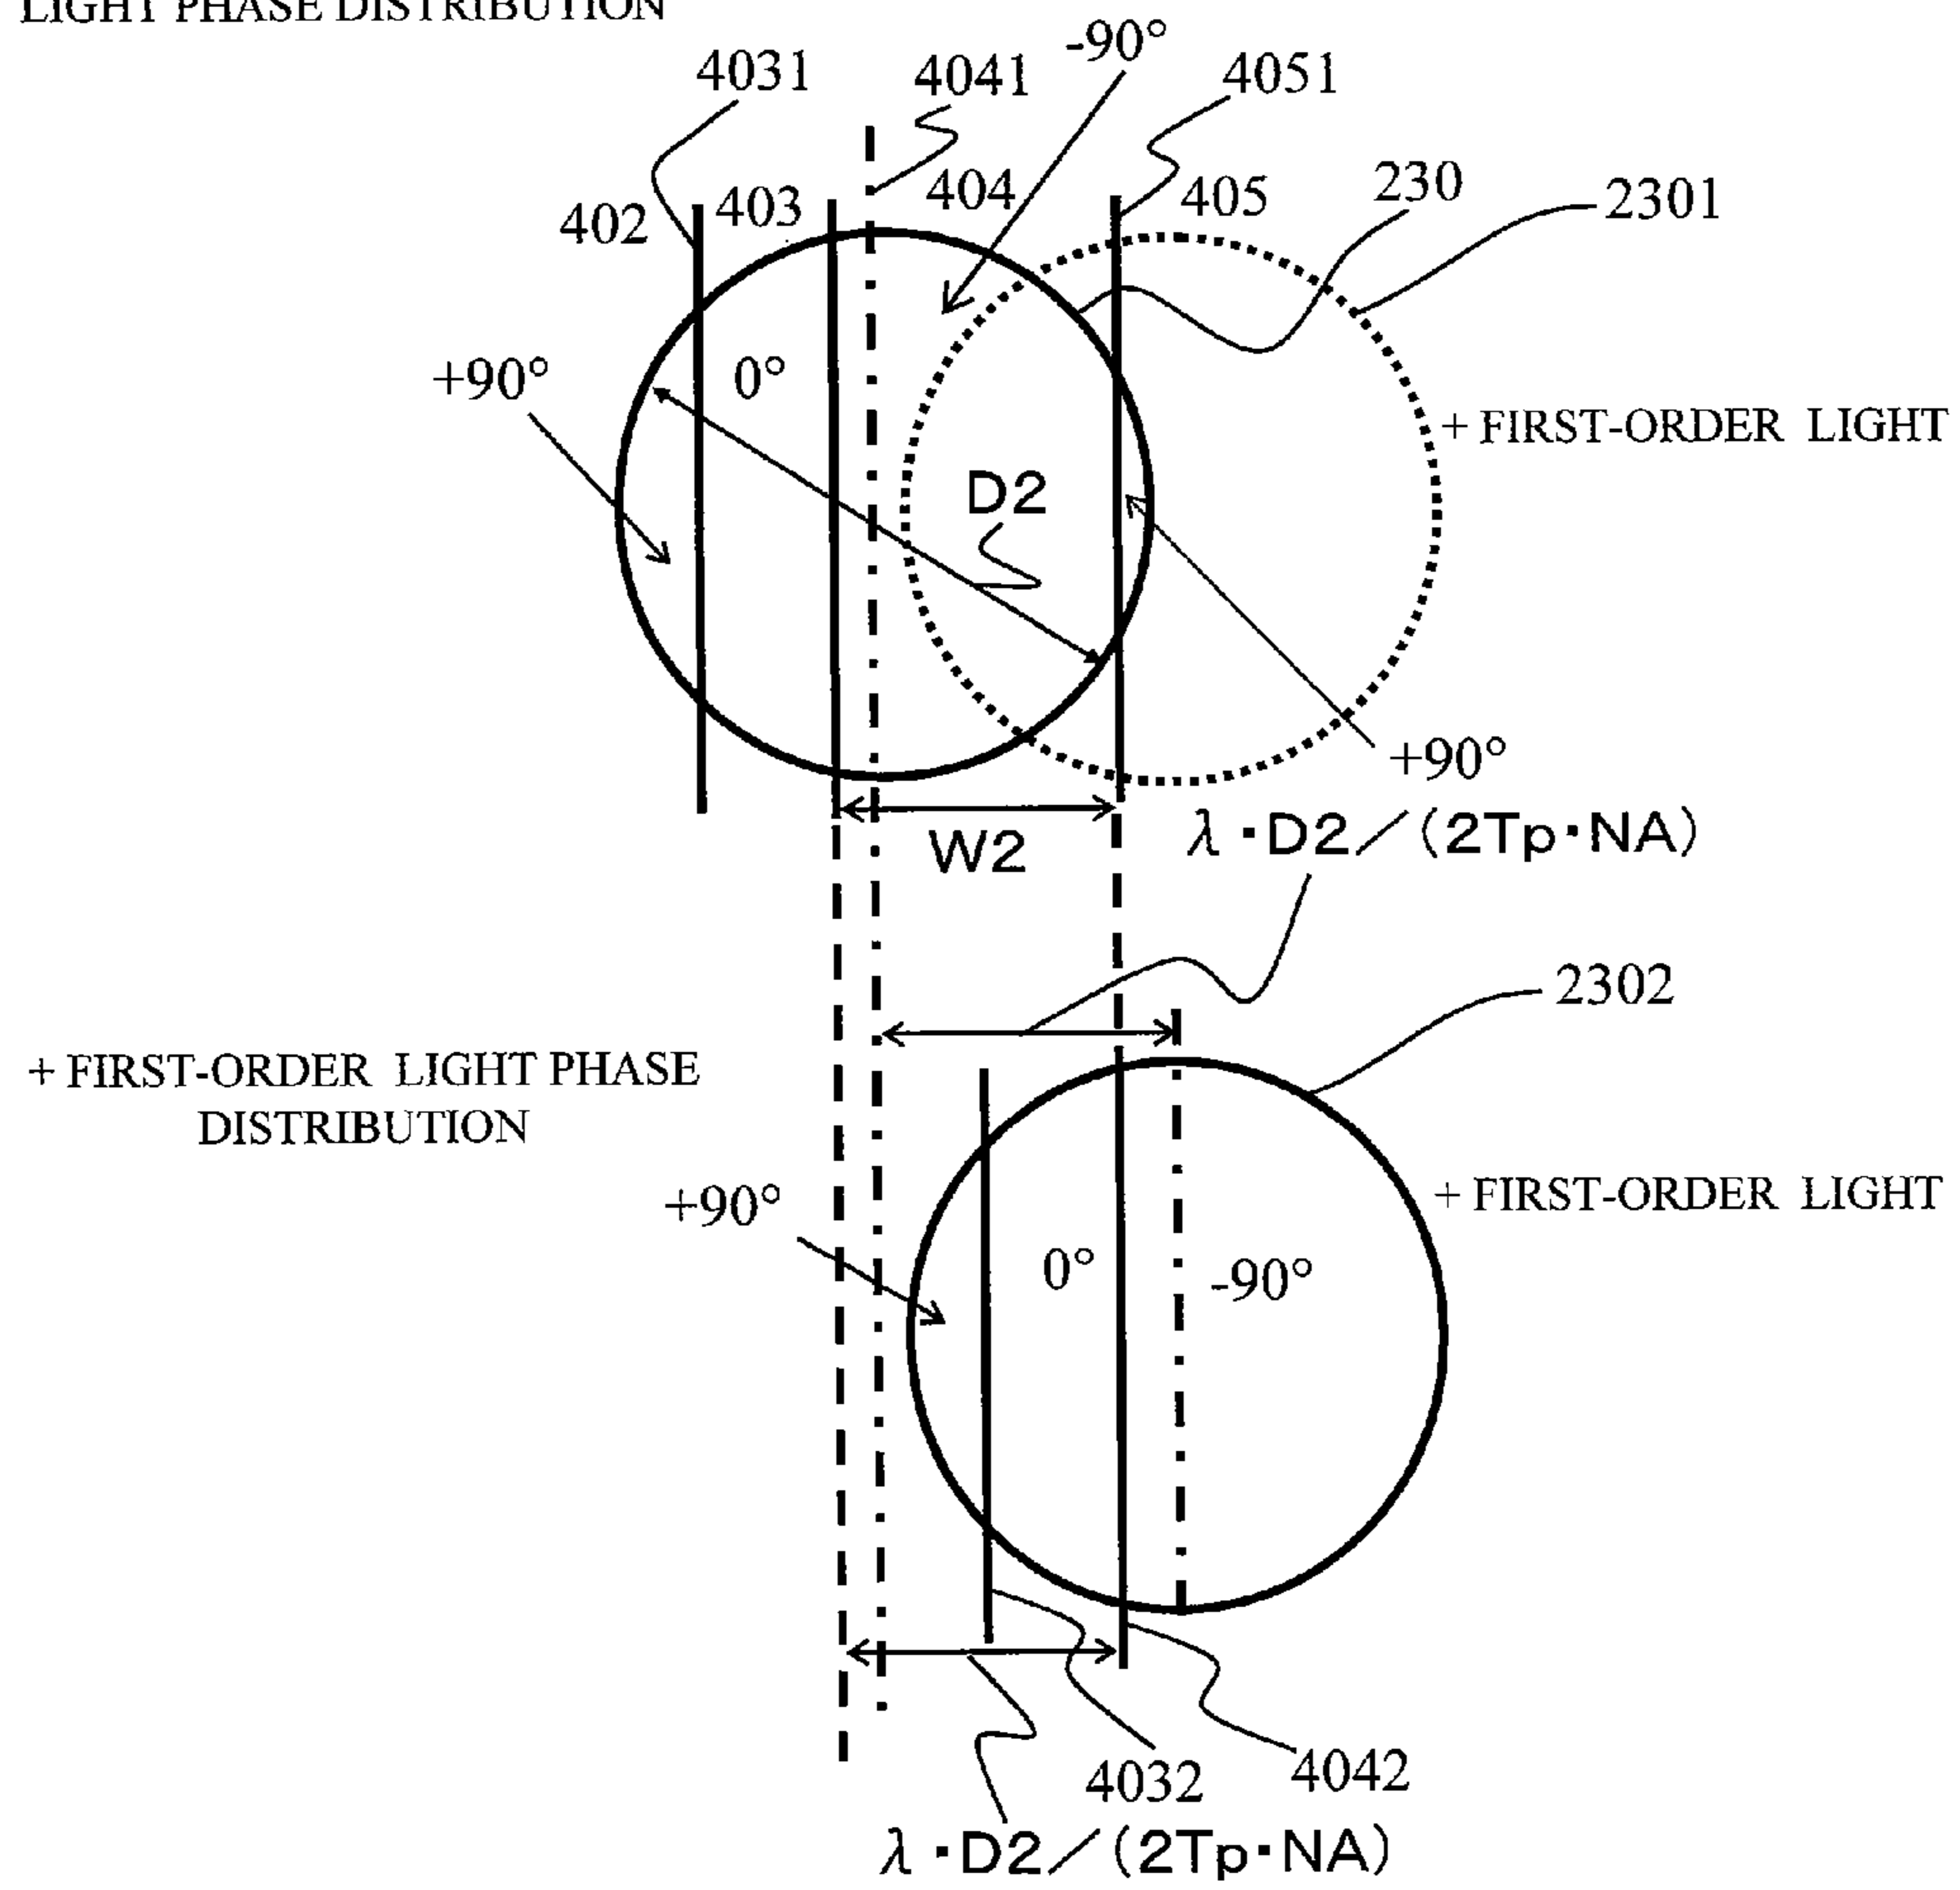 LIGHT PHASE DISTRIBUTION
-90°
4031
4041
4051
230
2301
402
403
404
405
+90°
0°
+ FIRST-ORDER LIGHT
D2
+90°
W2
λ・D2/(2Tp・NA)
2302
+ FIRST-ORDER LIGHT PHASE
DISTRIBUTION
+90°
+ FIRST-ORDER LIGHT
0°
-90°
4032
4042
λ・D2/(2Tp・NA)